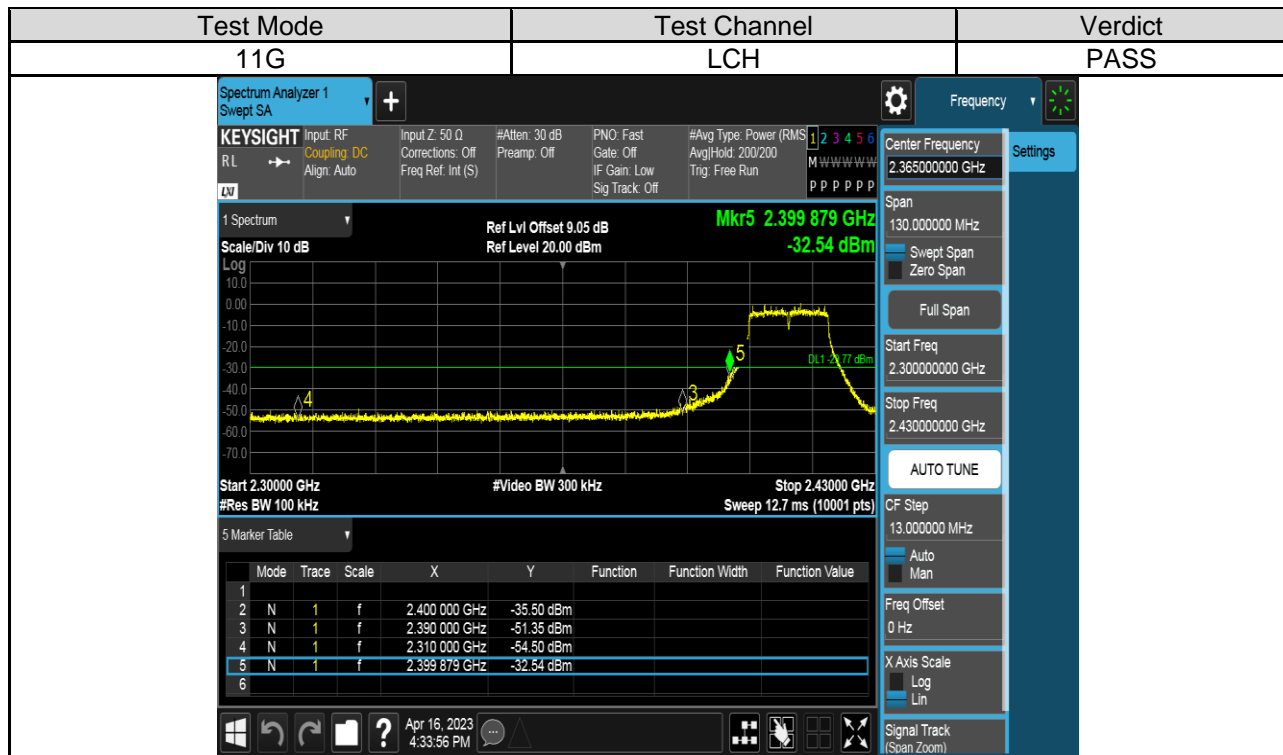 Test Mode Test Channel Verdict
11G LCH PASS
Spectrum Analyzer 1
Swept SA
+
Frequency
KEYSIGHT Input: RF Input Z: 50 Ω #Atten: 30 dB PNO: Fast #Avg Type: Power (RMS 1 2 3 4 5 6
RL Coupling: DC Corrections: Off Preamp: Off Gate: Off Avg|Hold: 200/200 M W W W W W
Align: Auto Freq Ref: Int (S) IF Gain: Low Trig: Free Run
LXI Sig Track: Off P P P P P P
1 Spectrum
Ref Lvl Offset 9.05 dB Mkr5 2.399 879 GHz
Scale/Div 10 dB Ref Level 20.00 dBm -32.54 dBm
Log
10.0
0.00
-10.0
-20.0
-30.0
-40.0
-50.0
-60.0
-70.0
5
4
3
Start 2.30000 GHz #Video BW 300 kHz Stop 2.43000 GHz
#Res BW 100 kHz Sweep 12.7 ms (10001 pts)
5 Marker Table
Mode Trace Scale X Y Function Function Width Function Value
1
2 N 1 f 2.400 000 GHz -35.50 dBm
3 N 1 f 2.390 000 GHz -51.35 dBm
4 N 1 f 2.310 000 GHz -54.50 dBm
5 N 1 f 2.399 879 GHz -32.54 dBm
6
Apr 16, 2023
4:33:56 PM
?
Center Frequency
2.365000000 GHz
Settings
Span
130.000000 MHz
Swept Span
Zero Span
Full Span
Start Freq
2.300000000 GHz
Stop Freq
2.430000000 GHz
AUTO TUNE
CF Step
13.000000 MHz
Auto
Man
Freq Offset
0 Hz
X Axis Scale
Log
Lin
Signal Track
(Span Zoom)